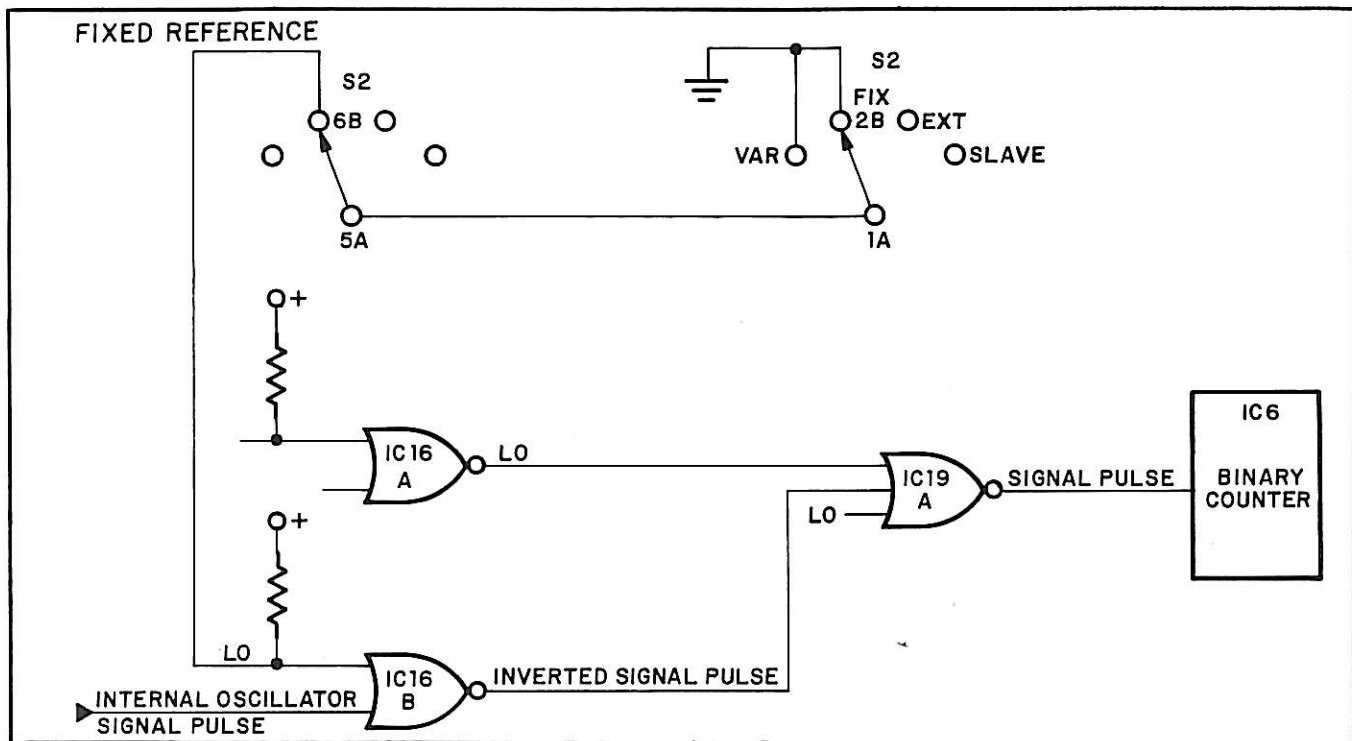 FIXED REFERENCE
S2
6B
5A
S2
FIX
2B
EXT
VAR
SLAVE
1A
+
IC16
A
LO
IC19
A
LO
SIGNAL PULSE
IC6
BINARY
COUNTER
+
LO
IC16
B
INVERTED SIGNAL PULSE
INTERNAL OSCILLATOR
SIGNAL PULSE